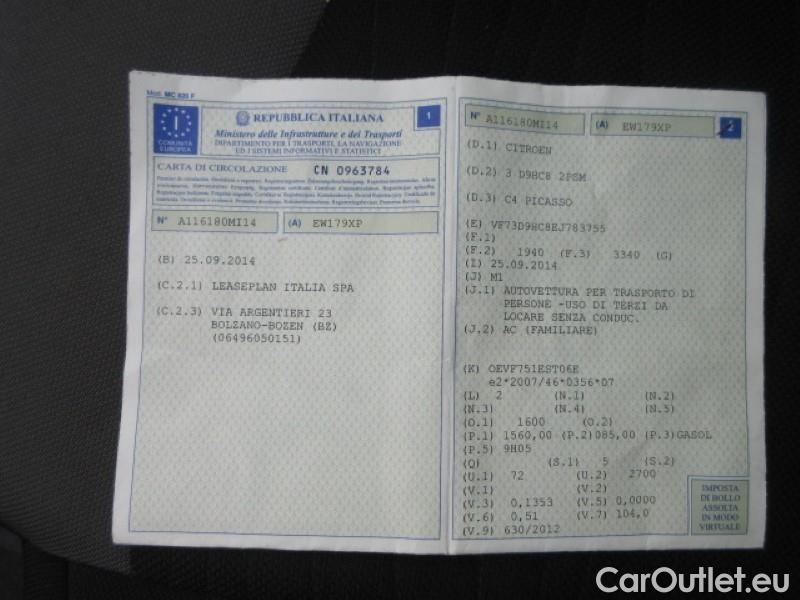 Mod. MC 820 F
I
COMUNITÀ
EUROPEA
REPUBBLICA ITALIANA
1
Ministero delle Infrastrutture e dei Trasporti
DIPARTIMENTO PER I TRASPORTI, LA NAVIGAZIONE
ED I SISTEMI INFORMATIVI E STATISTICI
CARTA DI CIRCOLAZIONE
CN 0963784
N° A116180MI14
(A) EW179XP
(B) 25.09.2014
(C.2.1) LEASEPLAN ITALIA SPA
(C.2.3) VIA ARGENTIERI 23
BOLZANO-BOZEN (BZ)
(06496050151)
N° A116180MI14
(A) EW179XP
2
(D.1) CITROEN
(D.2) 3 D9HC8 2PSM
(D.3) C4 PICASSO
(E) VF73D9HC8EJ783755
(F.1)
(F.2) 1940 (F.3) 3340 (G)
(I) 25.09.2014
(J) M1
(J.1) AUTOVETTURA PER TRASPORTO DI
PERSONE -USO DI TERZI DA
LOCARE SENZA CONDUC.
(J.2) AC (FAMILIARE)
(K) OEVF751EST06E
e2*2007/46*0356*07
(L) 2 (N.1) (N.2)
(N.3) (N.4) (N.5)
(O.1) 1600 (O.2)
(P.1) 1560,00 (P.2)085,00 (P.3)GASOL
(P.5) 9H05
(Q) (S.1) 5 (S.2)
(U.1) 72 (U.2) 2700
(V.1) (V.2)
(V.3) 0,1353 (V.5) 0,0000
(V.6) 0,51 (V.7) 104,0
(V.9) 630/2012
IMPOSTA
DI BOLLO
ASSOLTA
IN MODO
VIRTUALE
CarOutlet.eu